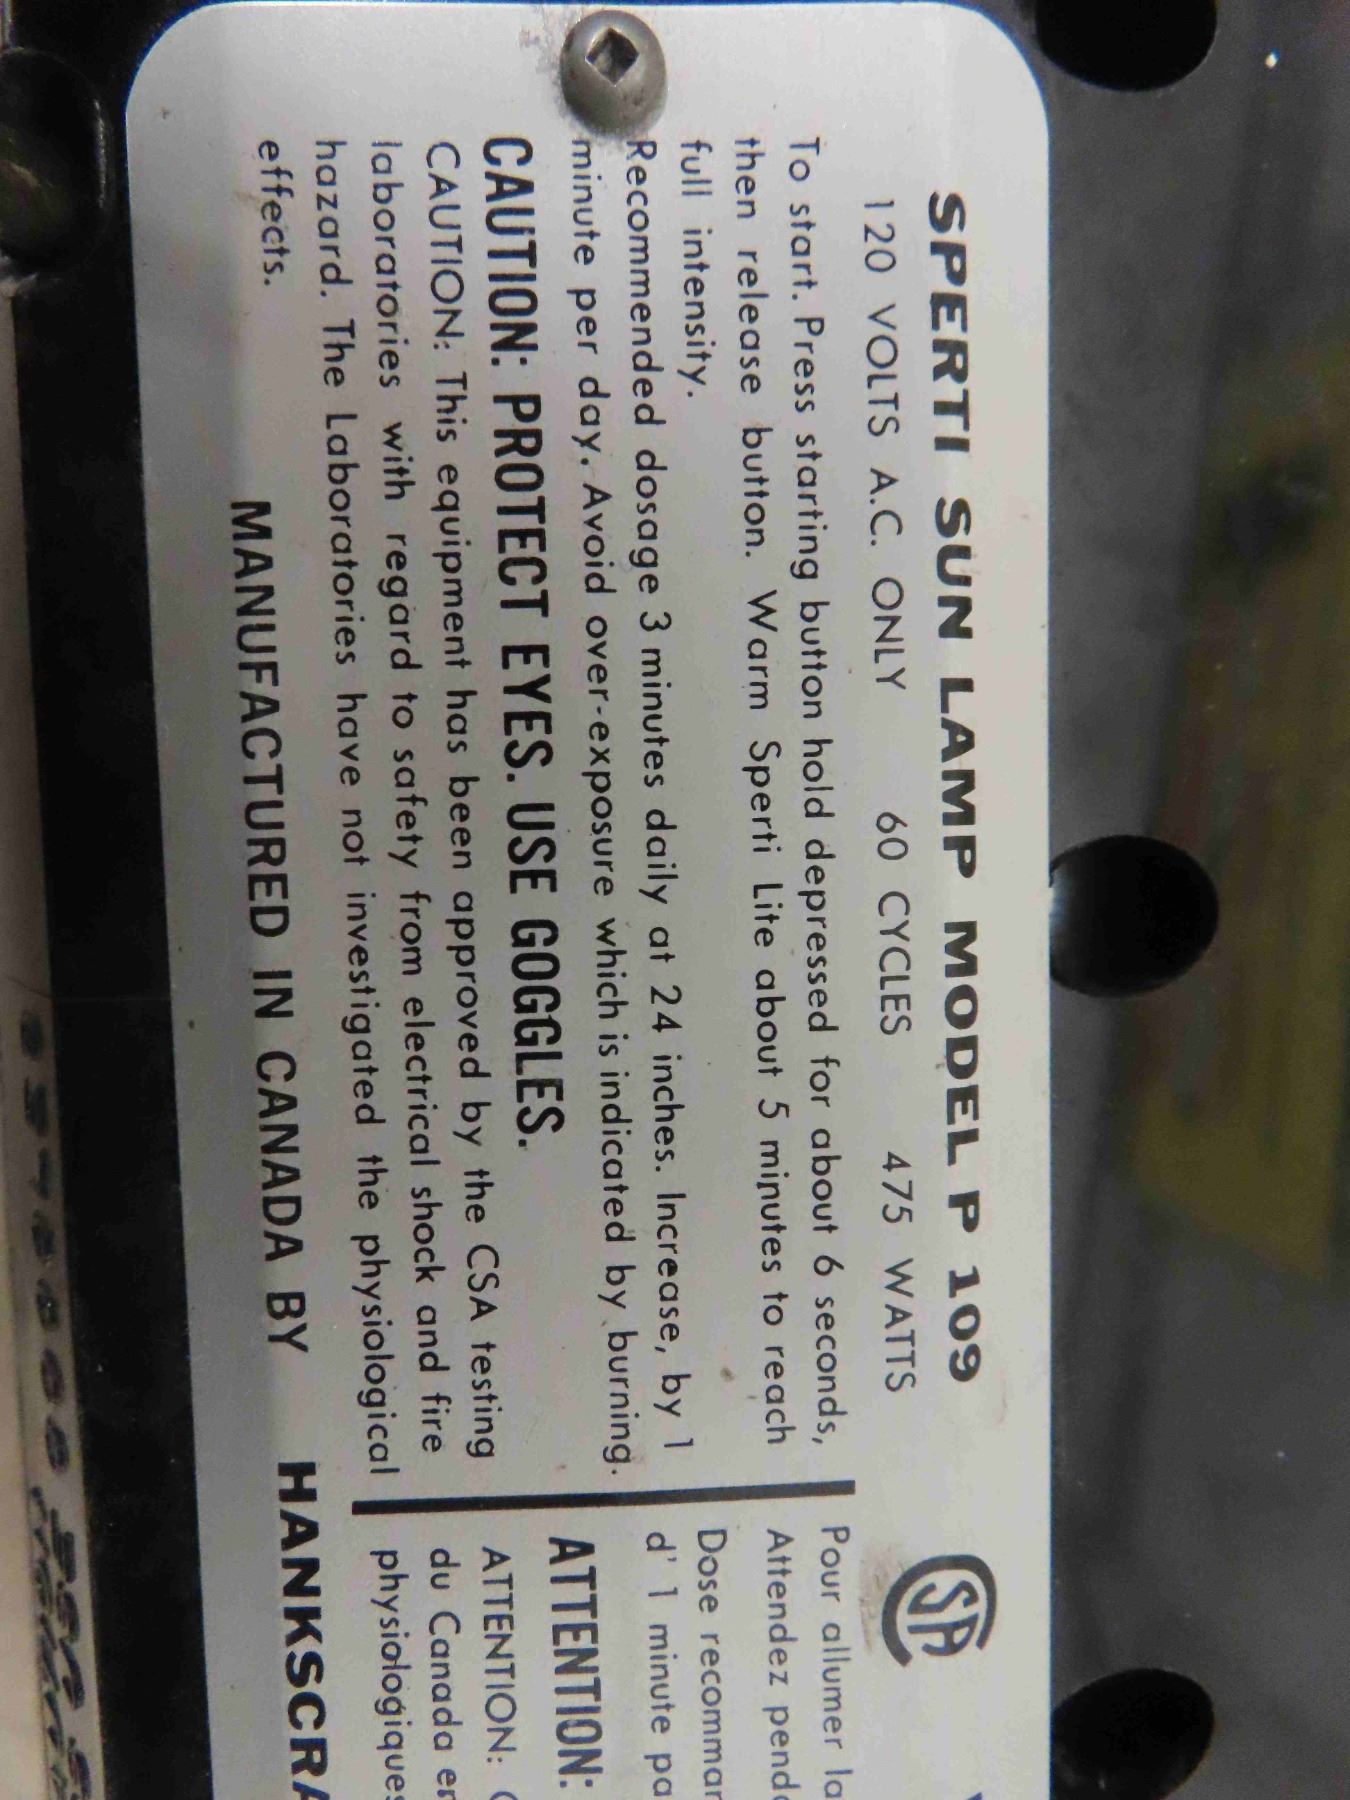 SPERTI SUN LAMP MODEL P 109
120 VOLTS A.C. ONLY 60 CYCLES 475 WATTS
To start. Press starting button hold depressed for about 6 seconds,
then release button. Warm Sperti Lite about 5 minutes to reach
full intensity.
Recommended dosage 3 minutes daily at 24 inches. Increase, by 1
minute per day. Avoid over-exposure which is indicated by burning.
CAUTION: PROTECT EYES. USE GOGGLES.
CAUTION: This equipment has been approved by the CSA testing
laboratories with regard to safety from electrical shock and fire
hazard. The Laboratories have not investigated the physiological
effects.
CSA
Pour allumer la
Attendez pend
Dose recomman
d' 1 minute pa
ATTENTION:
ATTENTION:
du Canada en
physiologiques
MANUFACTURED IN CANADA BY HANKSCRA